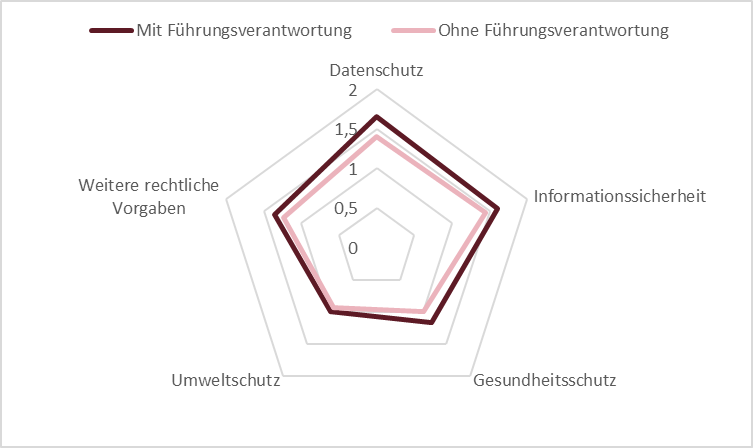 Mit Führungsverantwortung
Ohne Führungsverantwortung
Datenschutz
2
1,5
1
0,5
0
Informationssicherheit
Gesundheitsschutz
Umweltschutz
Weitere rechtliche
Vorgaben